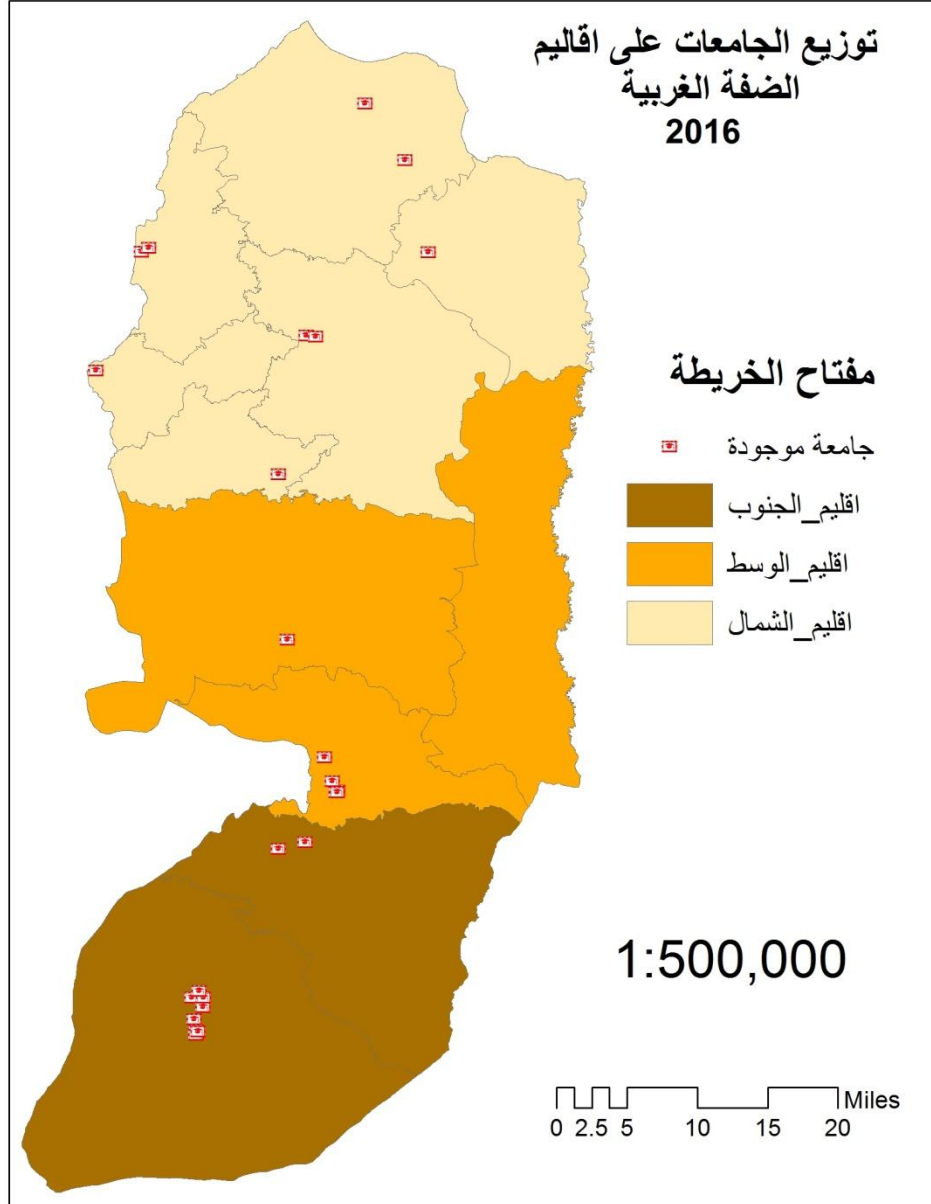 توزيع الجامعات على اقاليم
الضفة الغربية
2016
مفتاح الخريطة
جامعة موجودة
اقليم_الجنوب
اقليم_الوسط
اقليم_الشمال
1:500,000
Miles
0 2.5 5 10 15 20